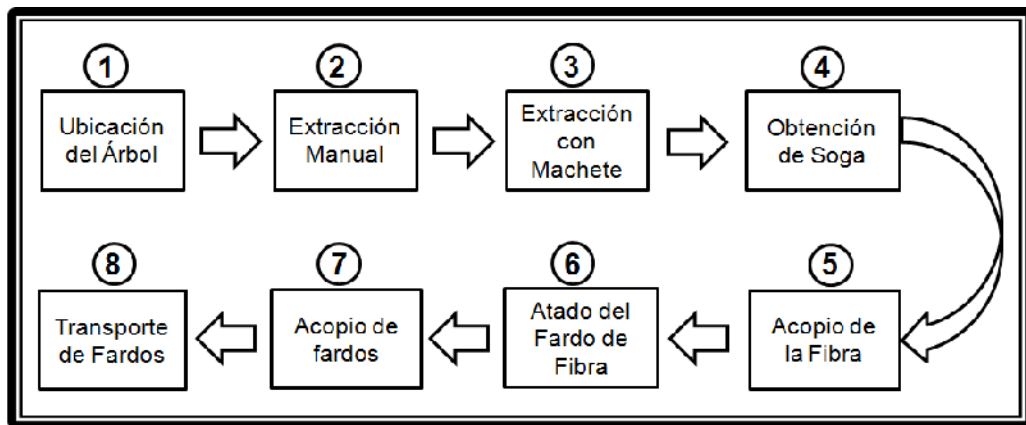 1
Ubicación
del Árbol
2
Extracción
Manual
3
Extracción
con
Machete
4
Obtención
de Soga
5
Acopio de
la Fibra
6
Atado del
Fardo de
Fibra
7
Acopio de
fardos
8
Transporte
de Fardos